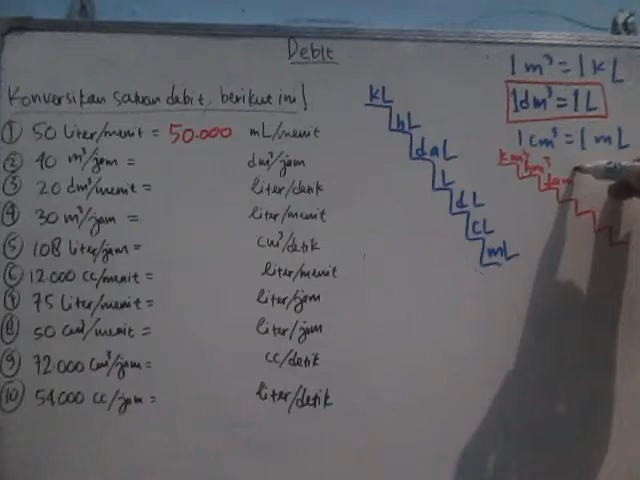 Debit
Konversikan satuan debit, berikut ini!
1 50 Liter/menit = 50.000 mL/menit
2 40 m³/jam = dm³/jam
3 20 dm³/menit = liter/detik
4 30 m³/jam = liter/menit
5 108 liter/jam = cm³/detik
6 12.000 cc/menit = liter/menit
7 75 Liter/menit = liter/jam
8 50 cm³/menit = liter/jam
9 72.000 cm³/jam = cc/detik
10 54000 cc/jam = liter/detik
kL
hL
daL
L
dL
cL
mL
1 m³ = 1 kL
1 dm³ = 1 L
1 cm³ = 1 mL
km³
hm³
dam